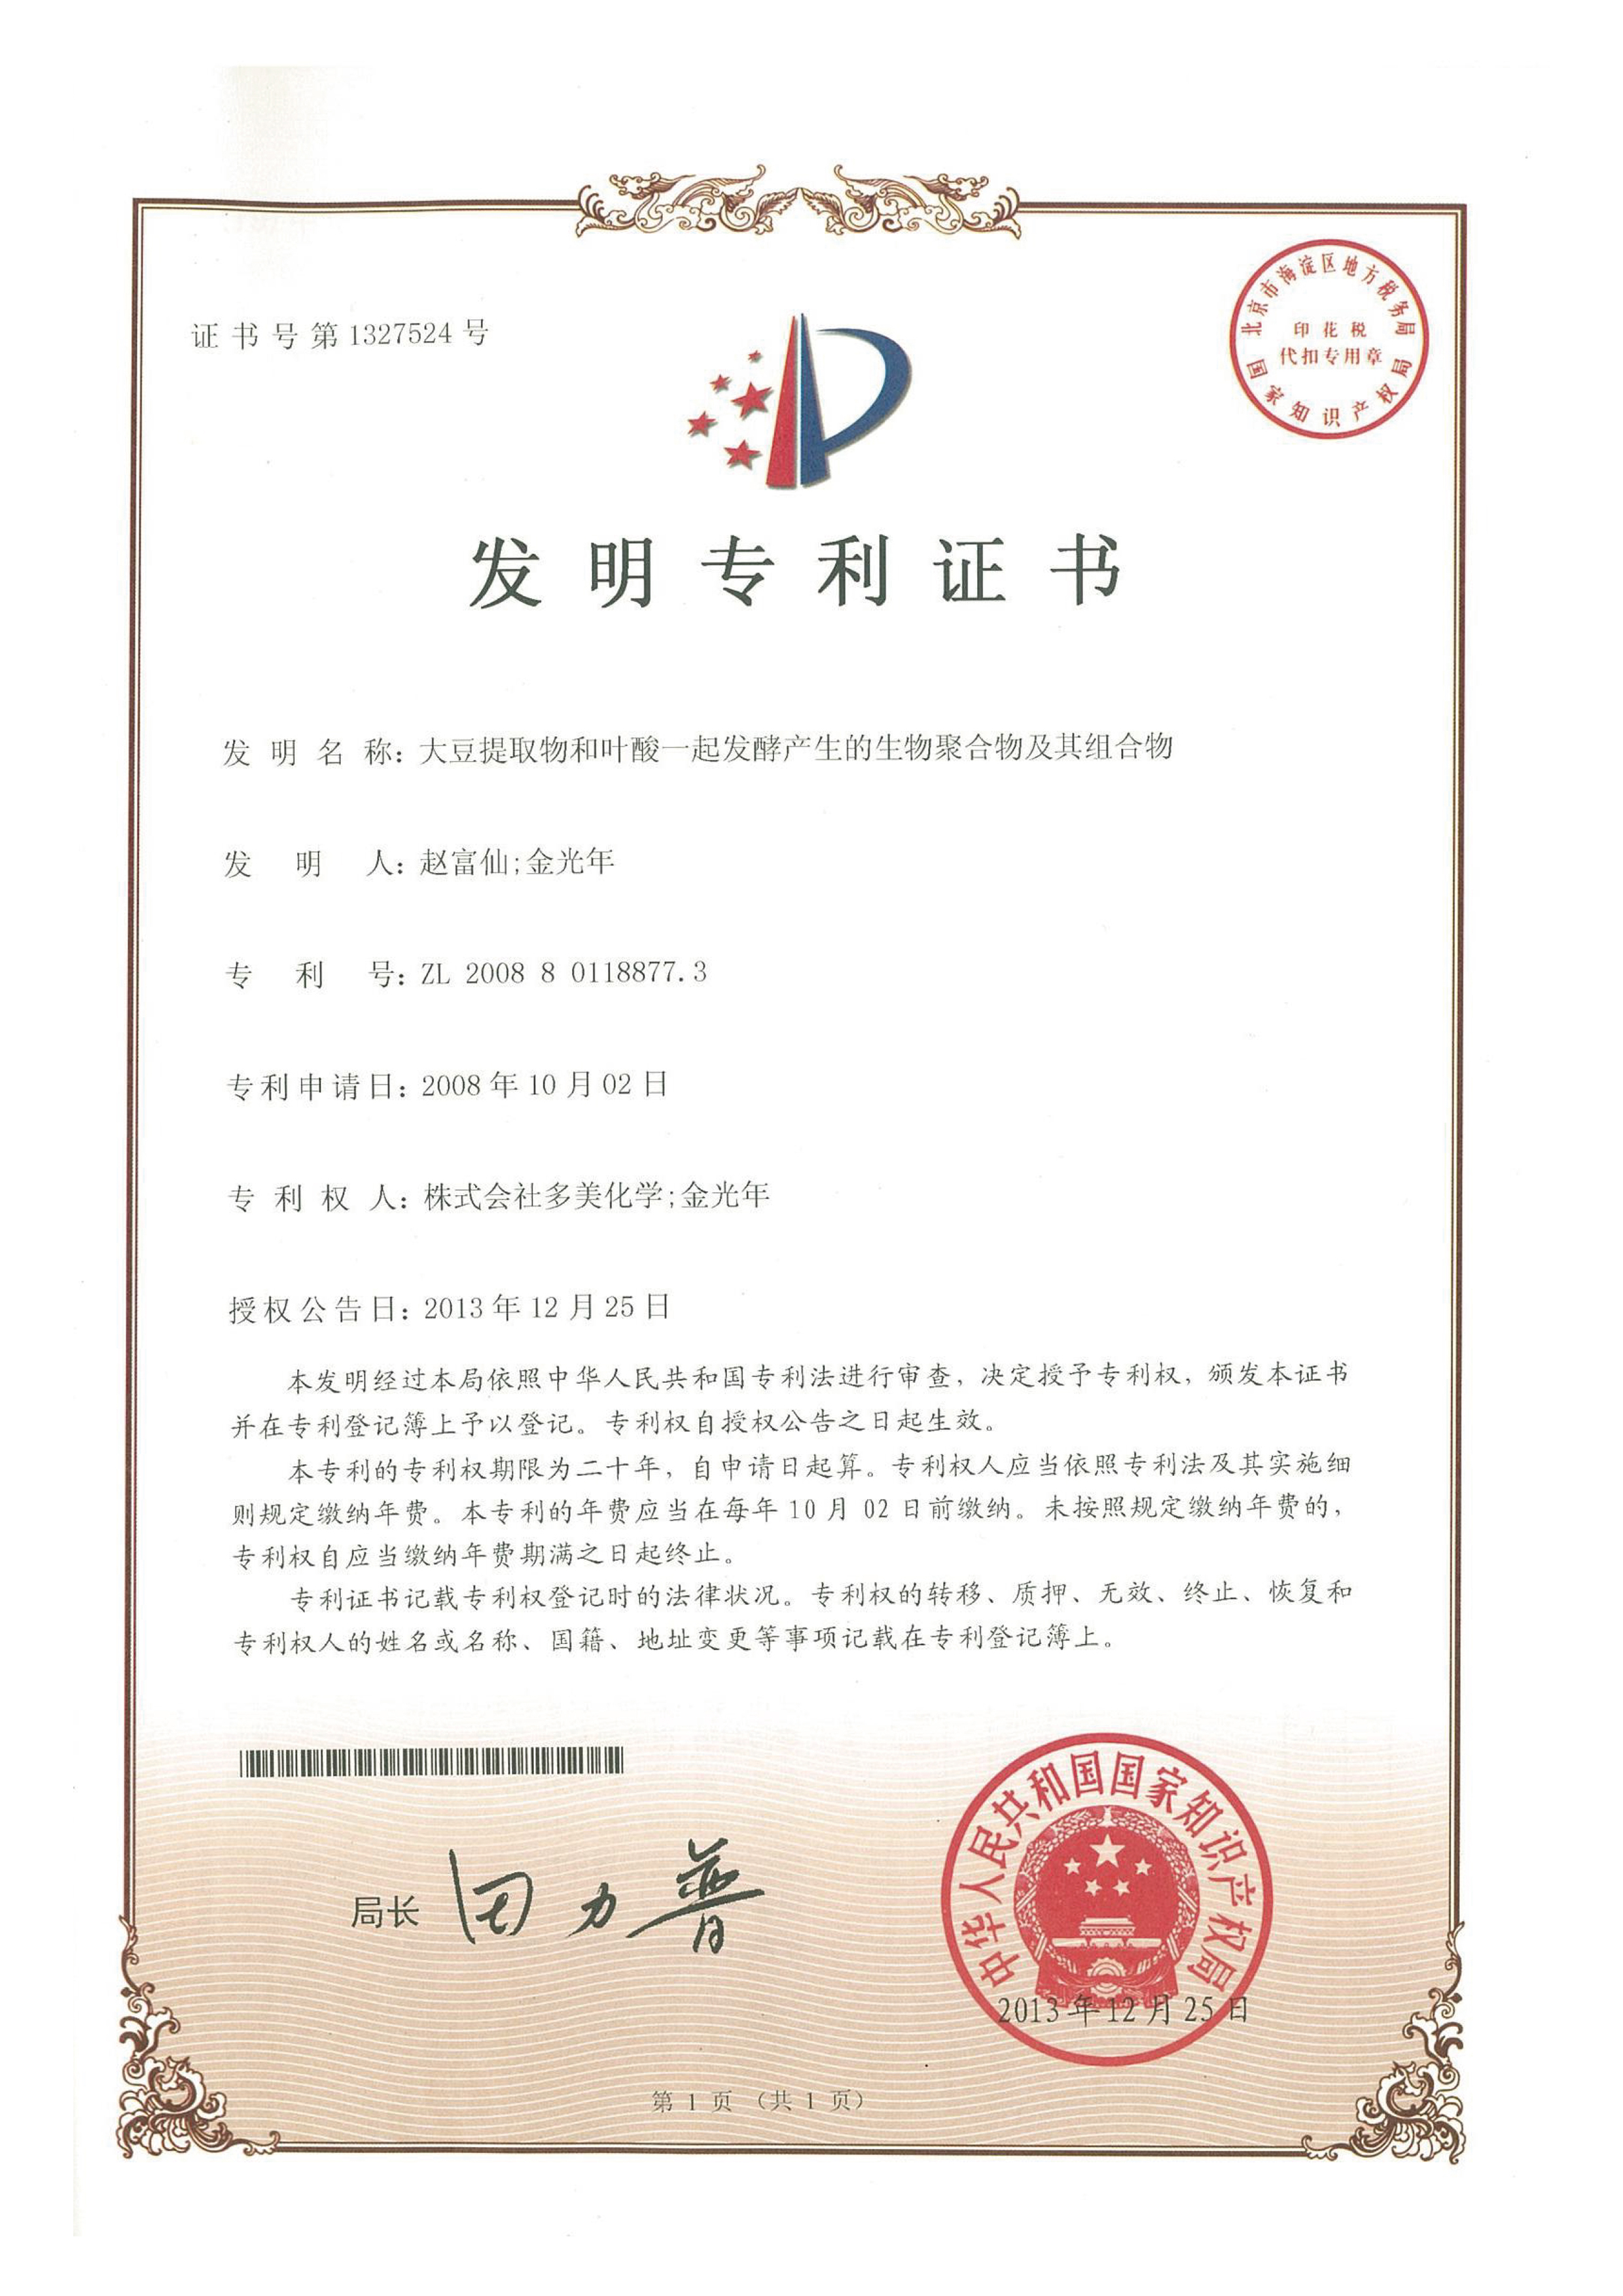 证书号第1327524号
北京市海淀区地方税务局
印花税
代扣专用章
国家知识产权局
发明专利证书
发明名称：大豆提取物和叶酸一起发酵产生的生物聚合物及其组合物
发明人：赵富仙;金光年
专利号：ZL 2008 8 0118877.3
专利申请日：2008年10月02日
专利权人：株式会社多美化学;金光年
授权公告日：2013年12月25日
本发明经过本局依照中华人民共和国专利法进行审查，决定授予专利权，颁发本证书
并在专利登记簿上予以登记。专利权自授权公告之日起生效。
本专利的专利权期限为二十年，自申请日起算。专利权人应当依照专利法及其实施细
则规定缴纳年费。本专利的年费应当在每年10月02日前缴纳。未按照规定缴纳年费的，
专利权自应当缴纳年费期满之日起终止。
专利证书记载专利权登记时的法律状况。专利权的转移、质押、无效、终止、恢复和
专利权人的姓名或名称、国籍、地址变更等事项记载在专利登记簿上。
局长 田力普
中华人民共和国国家知识产权局
2013年12月25日
第1页（共1页）